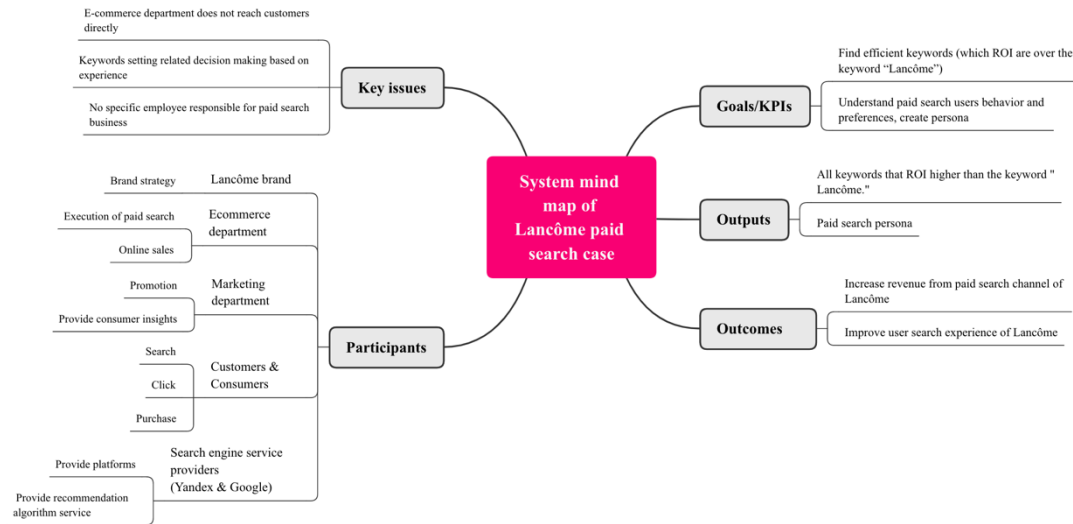 E-commerce department does not reach customers
directly
Keywords setting related decision making based on
experience
No specific employee responsible for paid search
business
Key issues
Brand strategy
Lancôme brand
Execution of paid search
Online sales
Ecommerce
department
Promotion
Provide consumer insights
Marketing
department
Search
Click
Purchase
Customers &
Consumers
Provide platforms
Provide recommendation
algorithm service
Search engine service
providers
(Yandex & Google)
Participants
System mind
map of
Lancôme paid
search case
Goals/KPIs
Find efficient keywords (which ROI are over the
keyword “Lancôme”)
Understand paid search users behavior and
preferences, create persona
Outputs
All keywords that ROI higher than the keyword "
Lancôme."
Paid search persona
Outcomes
Increase revenue from paid search channel of
Lancôme
Improve user search experience of Lancôme